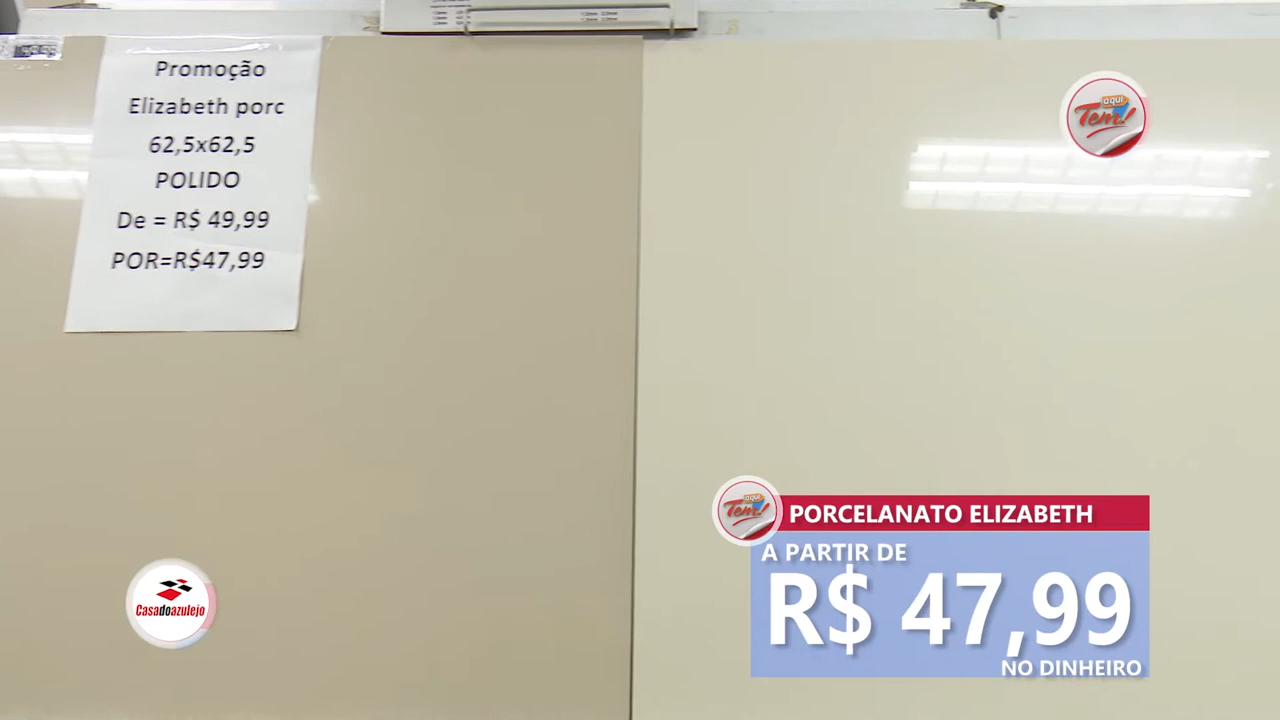 Promoção
Elizabeth porc
62,5x62,5
POLIDO
De = R$ 49,99
POR=R$47,99
aqui
Tem!
aqui
Tem!
PORCELANATO ELIZABETH
A PARTIR DE
R$ 47,99
NO DINHEIRO
Casadoazulejo